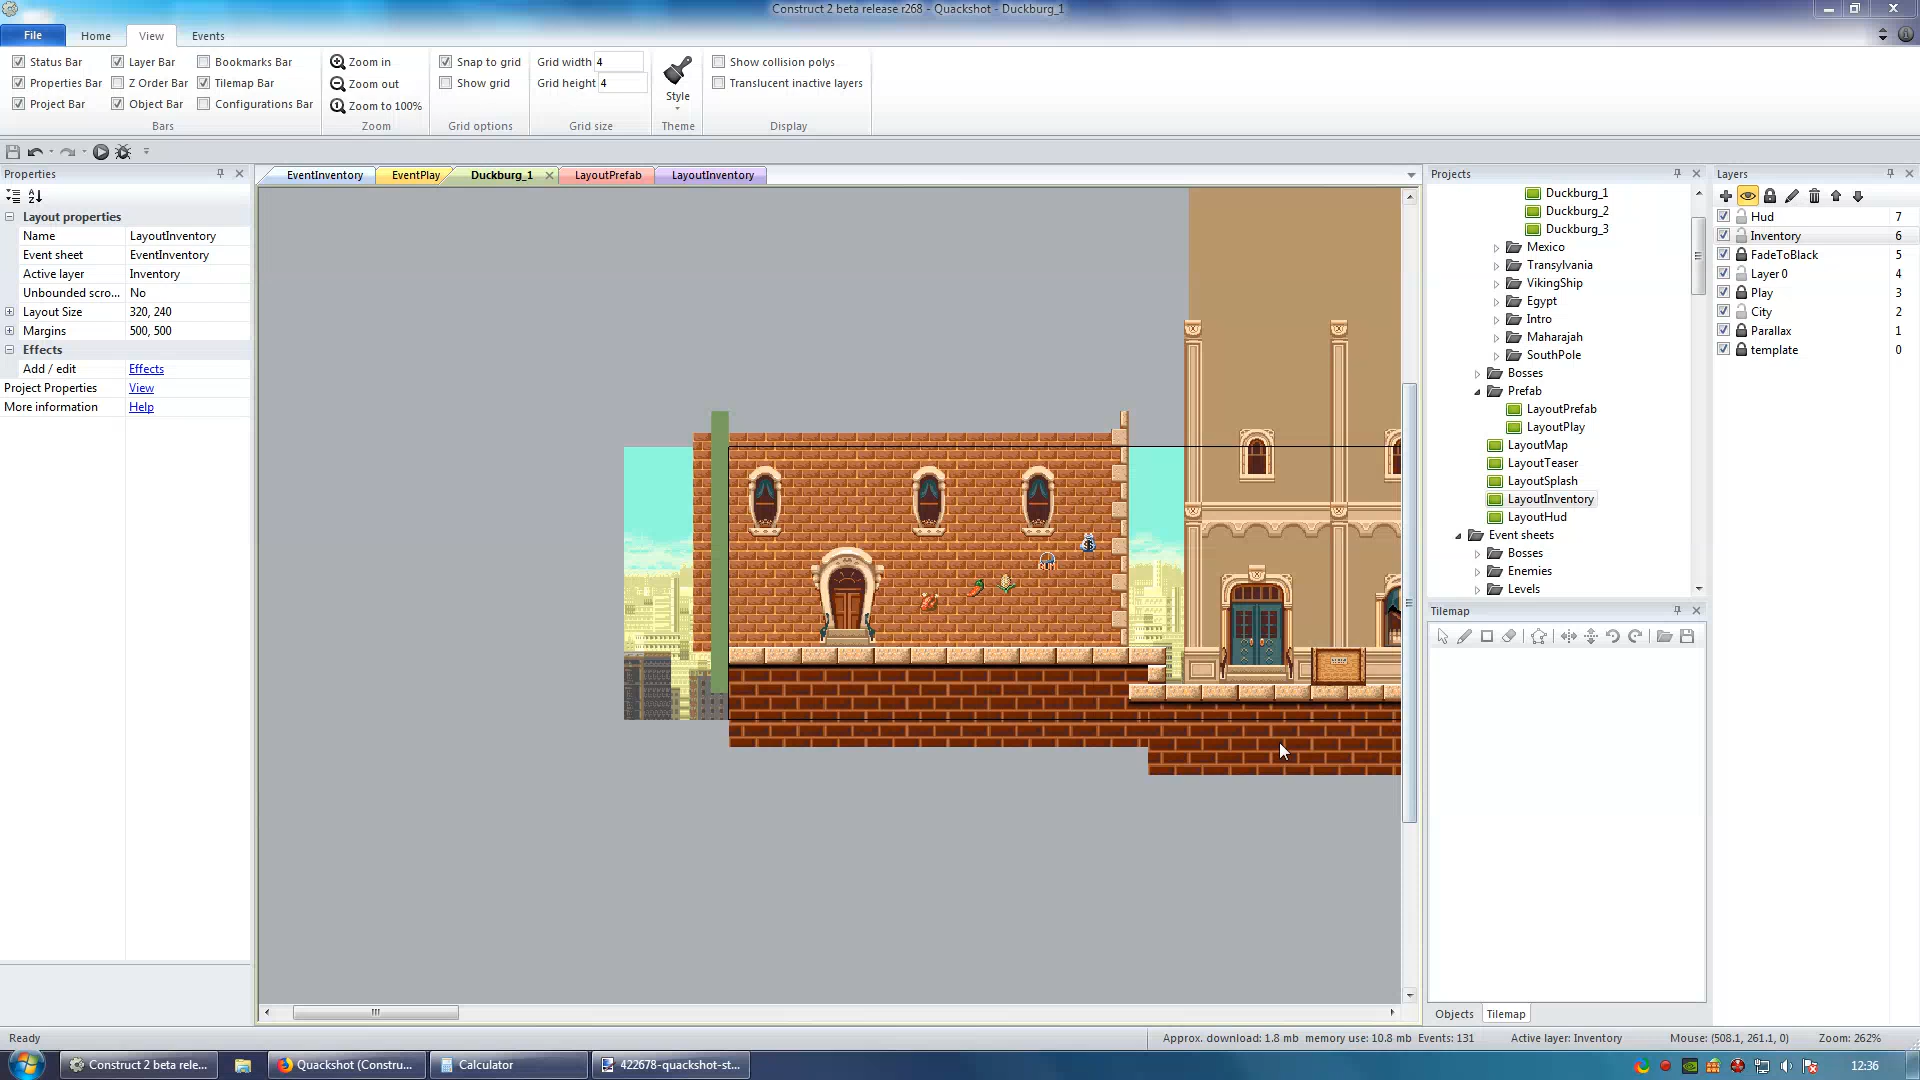 Construct 2 beta release r268 - Quackshot - Duckburg_1
File Home View Events
Status Bar Layer Bar Bookmarks Bar Zoom in Snap to grid Grid width 4 Show collision polys
Properties Bar Z Order Bar Tilemap Bar Zoom out Show grid Grid height 4 Translucent inactive layers
Project Bar Object Bar Configurations Bar Zoom to 100% Style
Bars Zoom Grid options Grid size Theme Display
Properties
Layout properties
Name LayoutInventory
Event sheet EventInventory
Active layer Inventory
Unbounded scro... No
Layout Size 320, 240
Margins 500, 500
Effects
Add / edit Effects
Project Properties View
More information Help
EventInventory EventPlay Duckburg_1 LayoutPrefab LayoutInventory
Projects
Duckburg_1
Duckburg_2
Duckburg_3
Mexico
Transylvania
VikingShip
Egypt
Intro
Maharajah
SouthPole
Bosses
Prefab
LayoutPrefab
LayoutPlay
LayoutMap
LayoutTeaser
LayoutSplash
LayoutInventory
LayoutHud
Event sheets
Bosses
Enemies
Levels
Tilemap
Objects Tilemap
Layers
Hud 7
Inventory 6
FadeToBlack 5
Layer 0 4
Play 3
City 2
Parallax 1
template 0
Ready Approx. download: 1.8 mb memory use: 10.8 mb Events: 131 Active layer: Inventory Mouse: (508.1, 261.1, 0) Zoom: 262%
Construct 2 beta rele... Quackshot (Constru... Calculator 422678-quackshot-st... 12:36